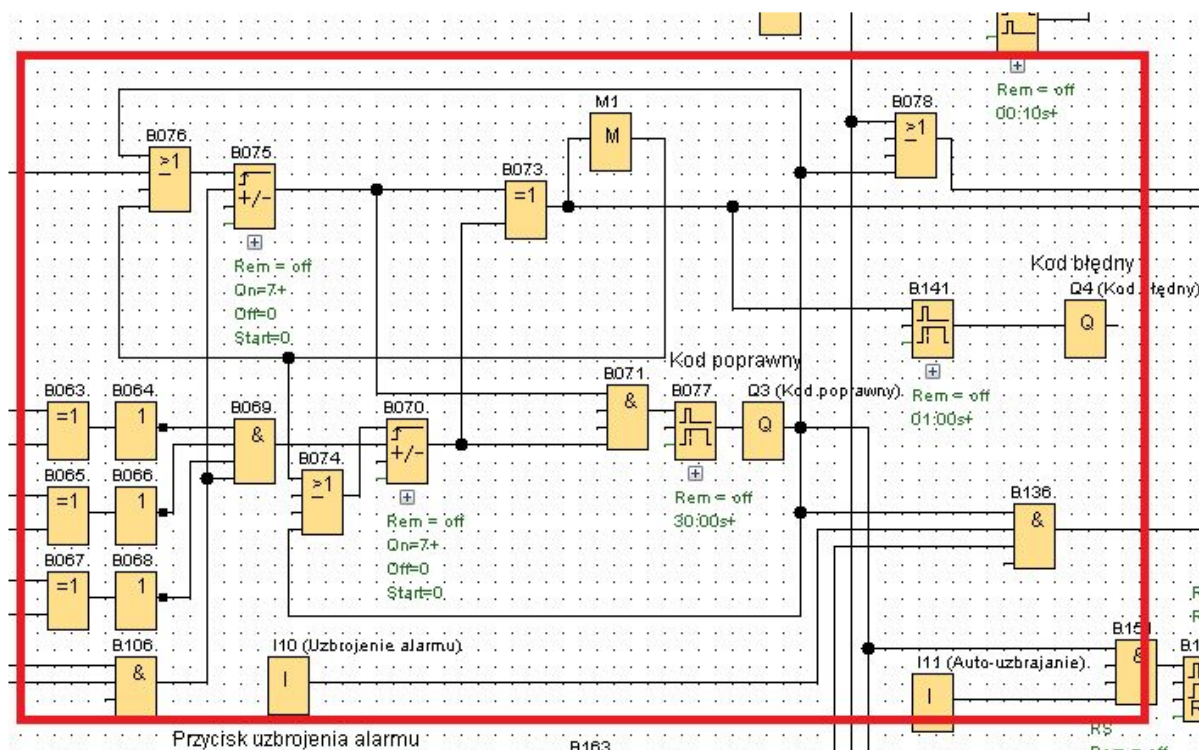 Rem = off
00:10s+
B076
>1
B075
+/-
Rem = off
On=7+
Off=0
Start=0
B073
=1
M1
M
B078
>1
Kod błędny
B141
Q4 (Kod błędny)
Q
Rem = off
01:00s+
Kod poprawny
B071
&
B077
Q3 (Kod poprawny)
Q
Rem = off
30:00s+
B063
=1
B064
1
B069
&
B070
+/-
Rem = off
On=7+
Off=0
Start=0
B074
>1
B065
=1
B066
1
B067
=1
B068
1
B106
&
I10 (Uzbrojenie alarmu)
I
B136
&
I11 (Auto-uzbrajanie)
I
&
RS
Przycisk uzbrojenia alarmu
B163